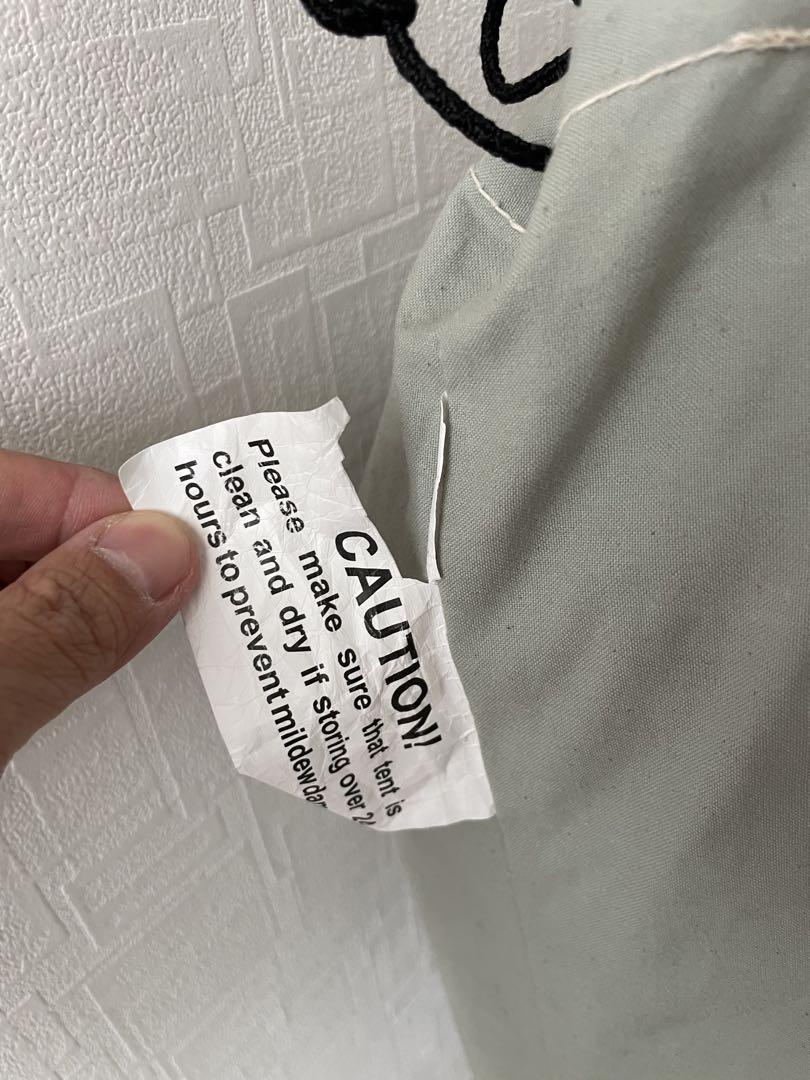 CAUTION!
Please make sure that tent is
clean and dry if storing over
hours to prevent mildew